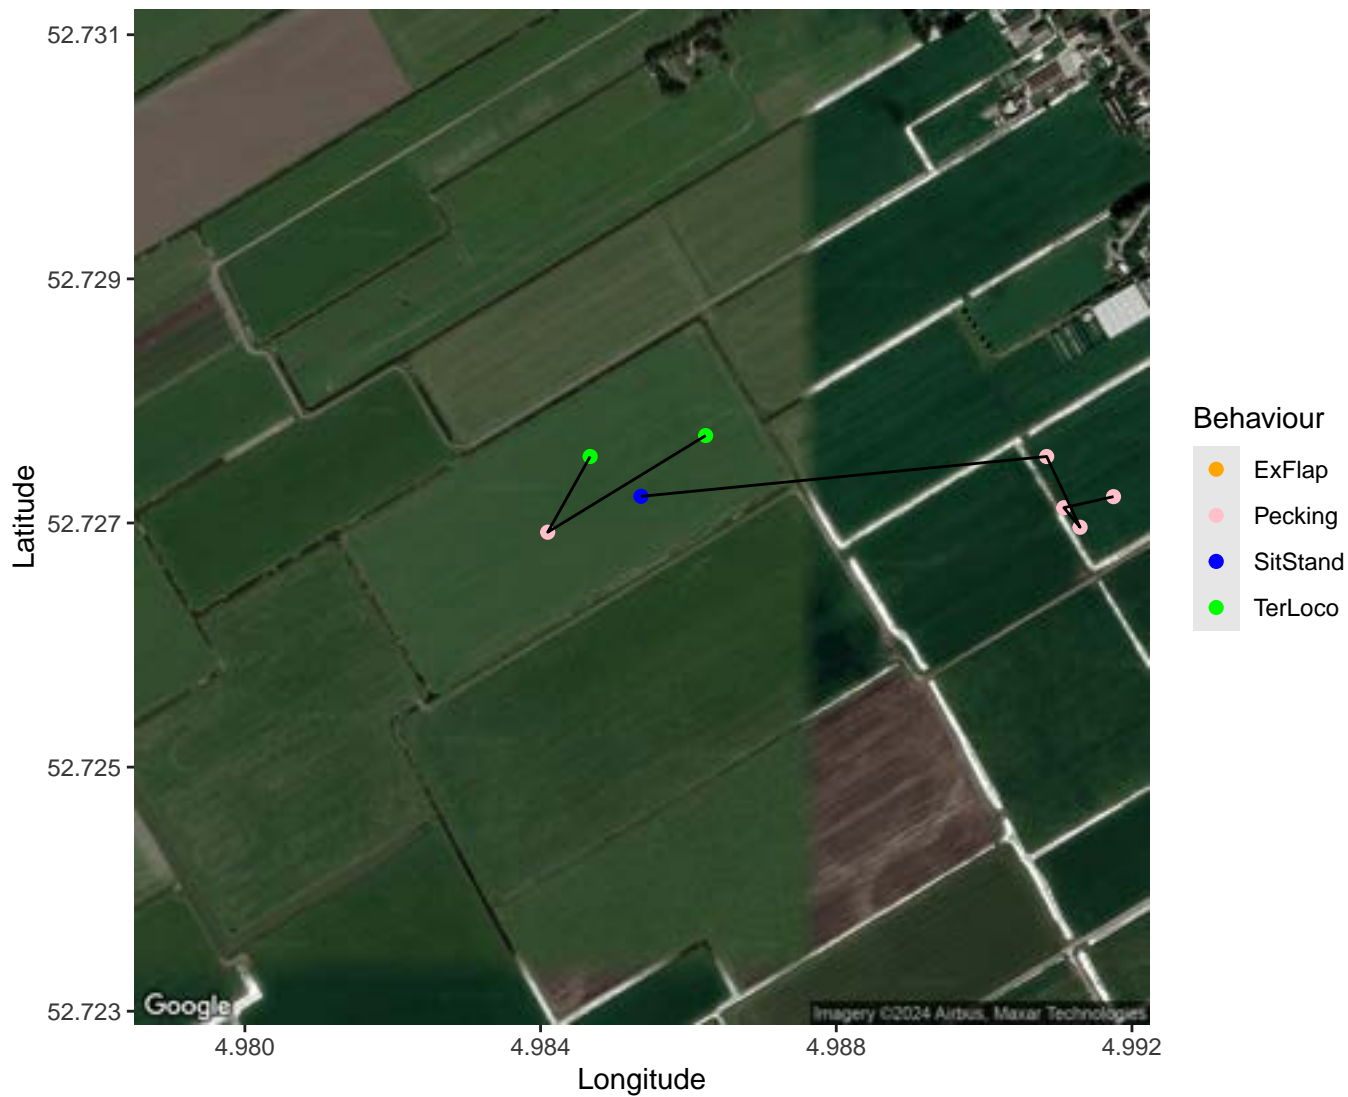 52.731
52.729
52.727
52.725
52.723
Latitude
4.980
4.984
4.988
4.992
Longitude
Google
Imagery ©2024 Airbus, Maxar Technologies
Behaviour
ExFlap
Pecking
SitStand
TerLoco